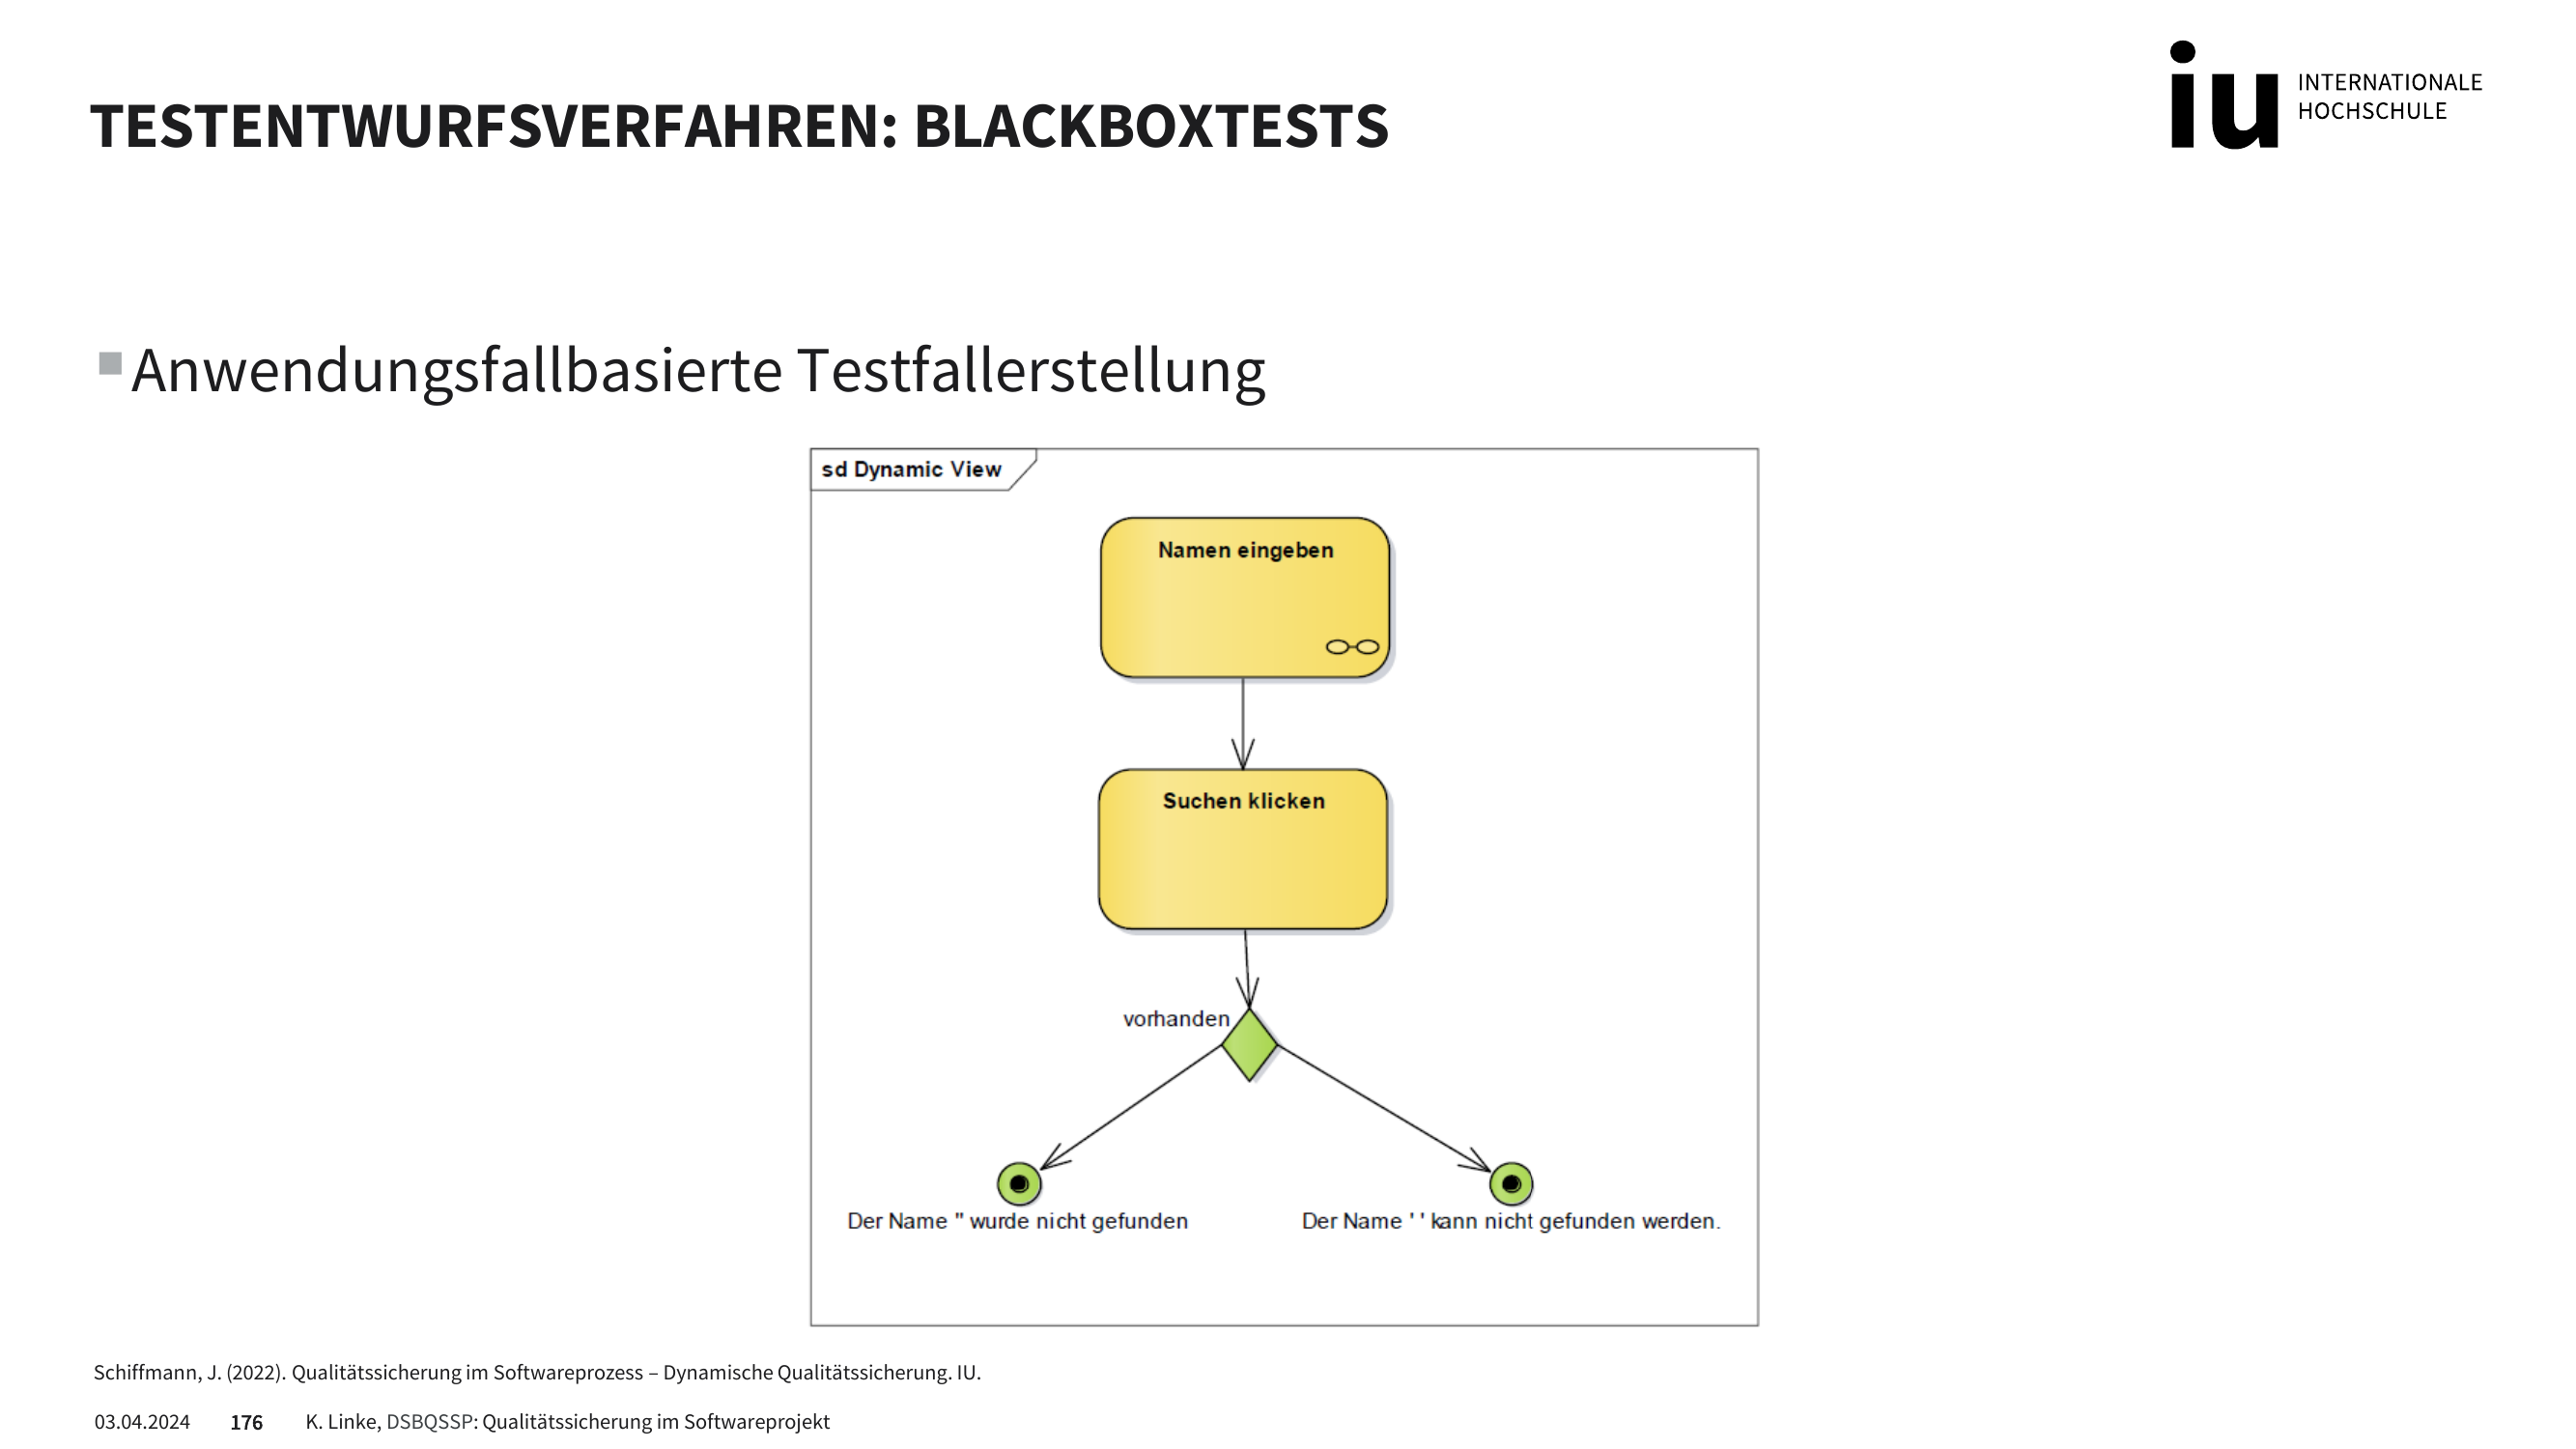 TESTENTWURFSVERFAHREN: BLACKBOXTESTS
iu INTERNATIONALE
HOCHSCHULE
Anwendungsfallbasierte Testfallerstellung
sd Dynamic View
Namen eingeben
Suchen klicken
vorhanden
Der Name '' wurde nicht gefunden
Der Name ' ' kann nicht gefunden werden.
Schiffmann, J. (2022). Qualitätssicherung im Softwareprozess – Dynamische Qualitätssicherung. IU.
03.04.2024 176 K. Linke, DSBQSSP: Qualitätssicherung im Softwareprojekt